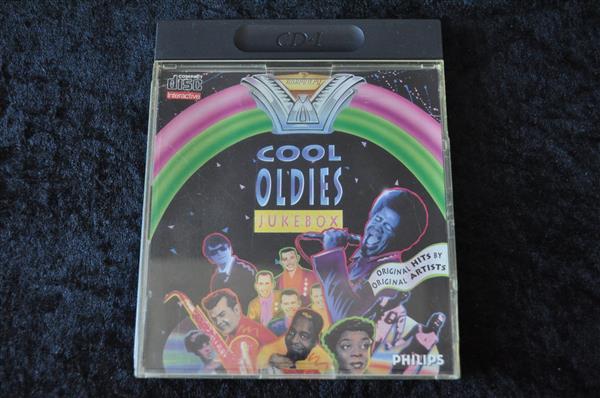 CD-I
COMPACT
disc
Interactive
COOL
OLDIES
JUKEBOX
ORIGINAL HITS BY
ORIGINAL ARTISTS
PHILIPS